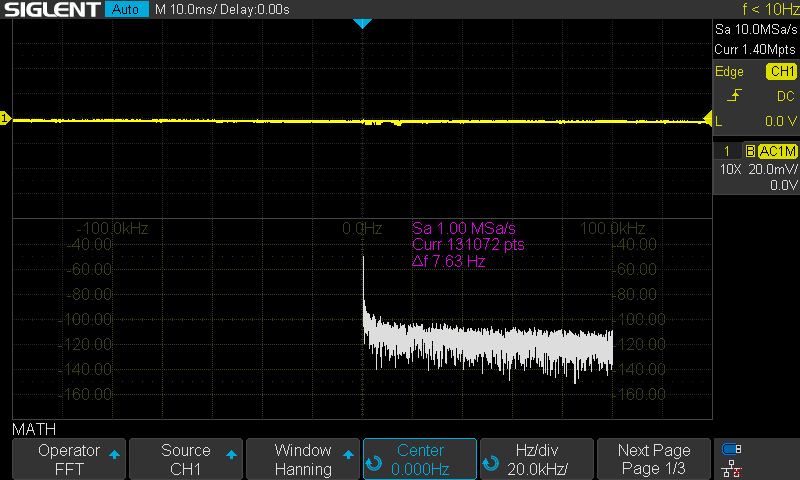 SIGLENT Auto M 10.0ms/ Delay:0.00s f < 10Hz
Sa 10.0MSa/s
Curr 1.40Mpts
Edge CH1
DC
L 0.0 V
1 B AC1M
10X 20.0mV/
0.0V
1
-100.0kHz 0.0Hz 100.0kHz
Sa 1.00 MSa/s
-40.00 Curr 131072 pts -40.00
-60.00 Δf 7.63 Hz -60.00
-80.00 -80.00
-100.00 -100.00
-120.00 -120.00
-140.00 -140.00
-160.00 -160.00
MATH
Operator Source Window Center Hz/div Next Page
FFT CH1 Hanning 0.000Hz 20.0kHz/ Page 1/3